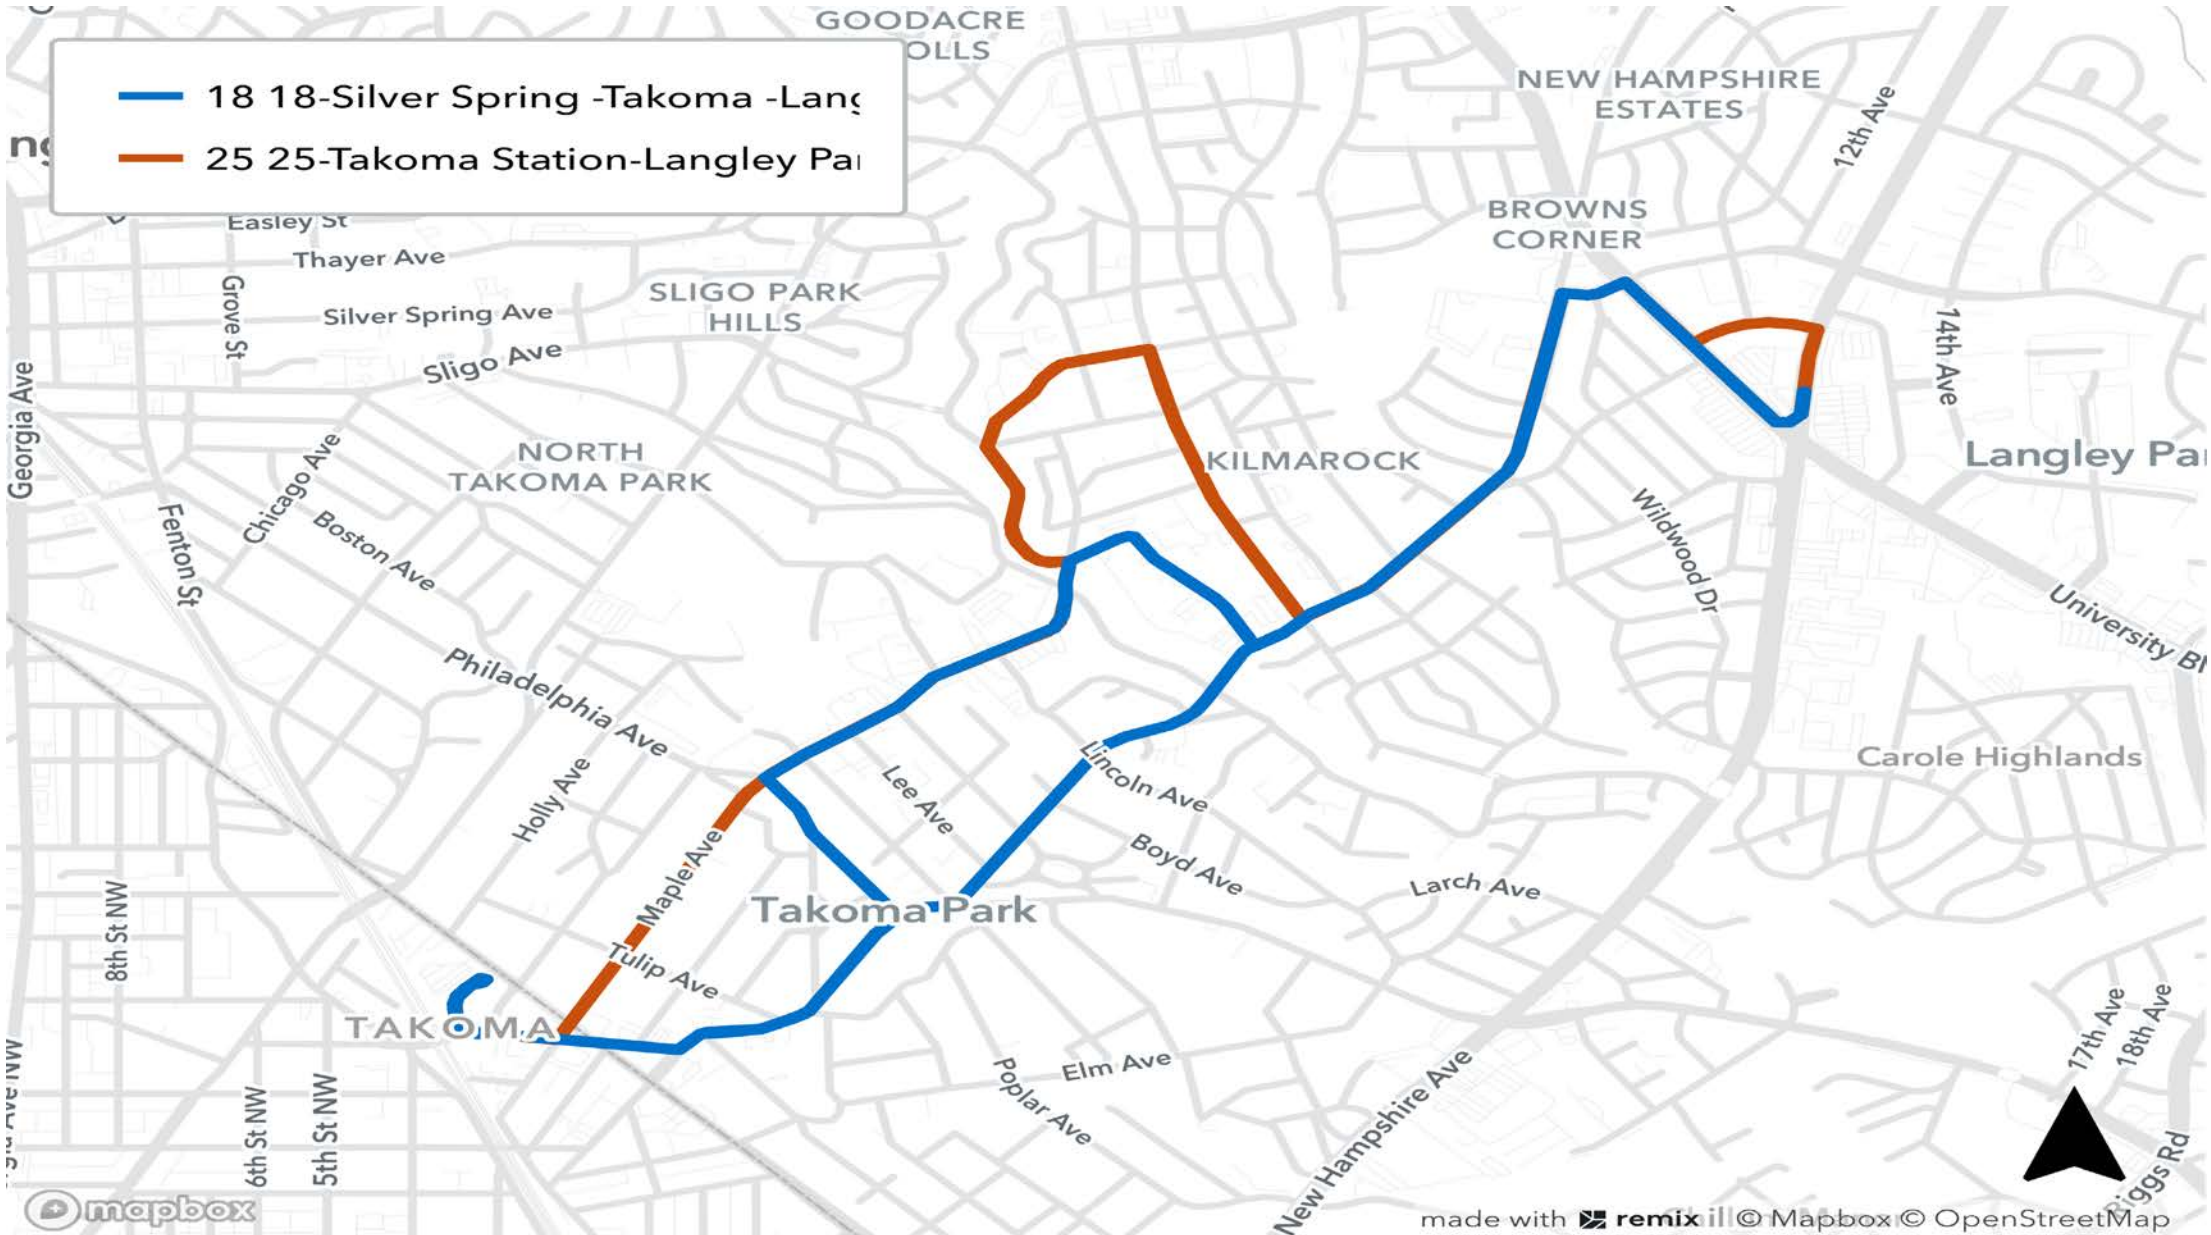 GOODACRE
OLLS
18 18-Silver Spring -Takoma -Lang
25 25-Takoma Station-Langley Par
NEW HAMPSHIRE
ESTATES
12th Ave
BROWNS
CORNER
Easley St
Thayer Ave
Grove St
Silver Spring Ave
Sligo Ave
SLIGO PARK
HILLS
14th Ave
Georgia Ave
Chicago Ave
NORTH
TAKOMA PARK
KILMAROCK
Langley Pa
Fenton St
Boston Ave
Wildwood Dr
University Bl
Philadelphia Ave
Holly Ave
Lee Ave
Lincoln Ave
Carole Highlands
Maple Ave
Boyd Ave
Larch Ave
Takoma Park
8th St NW
Tulip Ave
TAKOMA
Elm Ave
Poplar Ave
17th Ave
18th Ave
6th St NW
5th St NW
New Hampshire Ave
Riggs Rd
mapbox
made with remix © Mapbox © OpenStreetMap